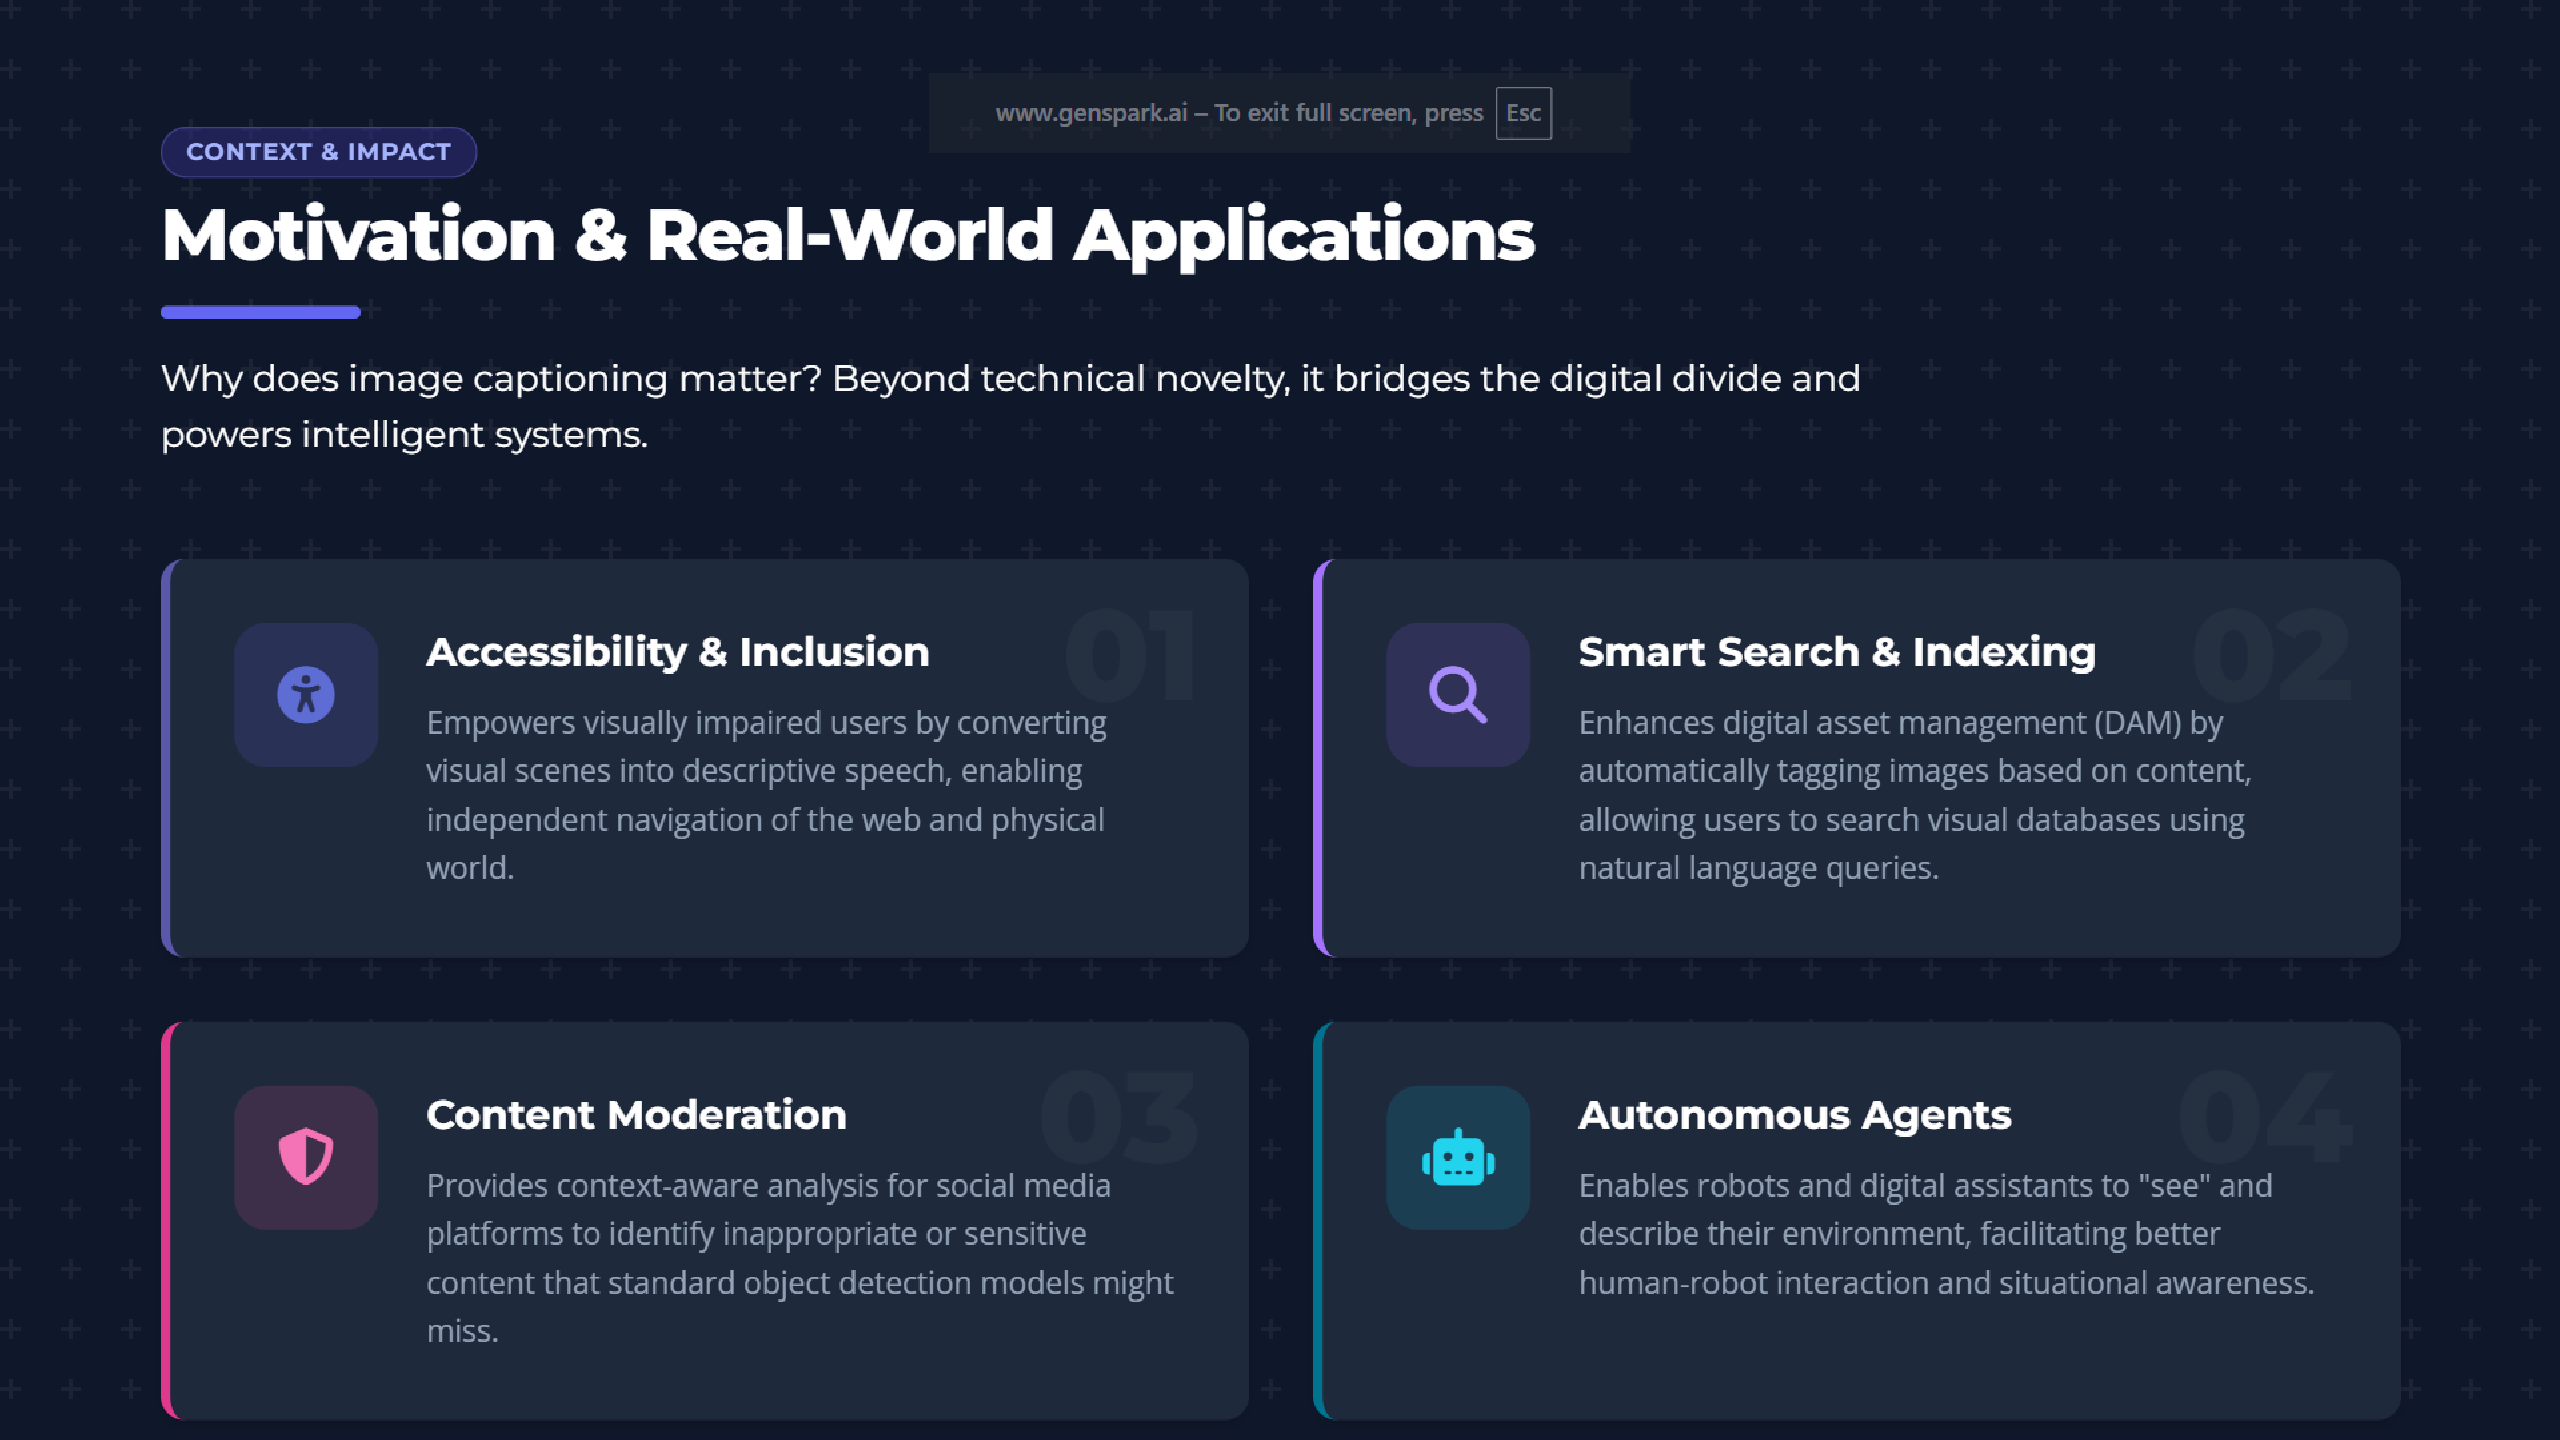 www.genspark.ai – To exit full screen, press Esc
CONTEXT & IMPACT
Motivation & Real-World Applications
Why does image captioning matter? Beyond technical novelty, it bridges the digital divide and
powers intelligent systems.
01
Accessibility & Inclusion
Empowers visually impaired users by converting
visual scenes into descriptive speech, enabling
independent navigation of the web and physical
world.
02
Smart Search & Indexing
Enhances digital asset management (DAM) by
automatically tagging images based on content,
allowing users to search visual databases using
natural language queries.
03
Content Moderation
Provides context-aware analysis for social media
platforms to identify inappropriate or sensitive
content that standard object detection models might
miss.
04
Autonomous Agents
Enables robots and digital assistants to "see" and
describe their environment, facilitating better
human-robot interaction and situational awareness.